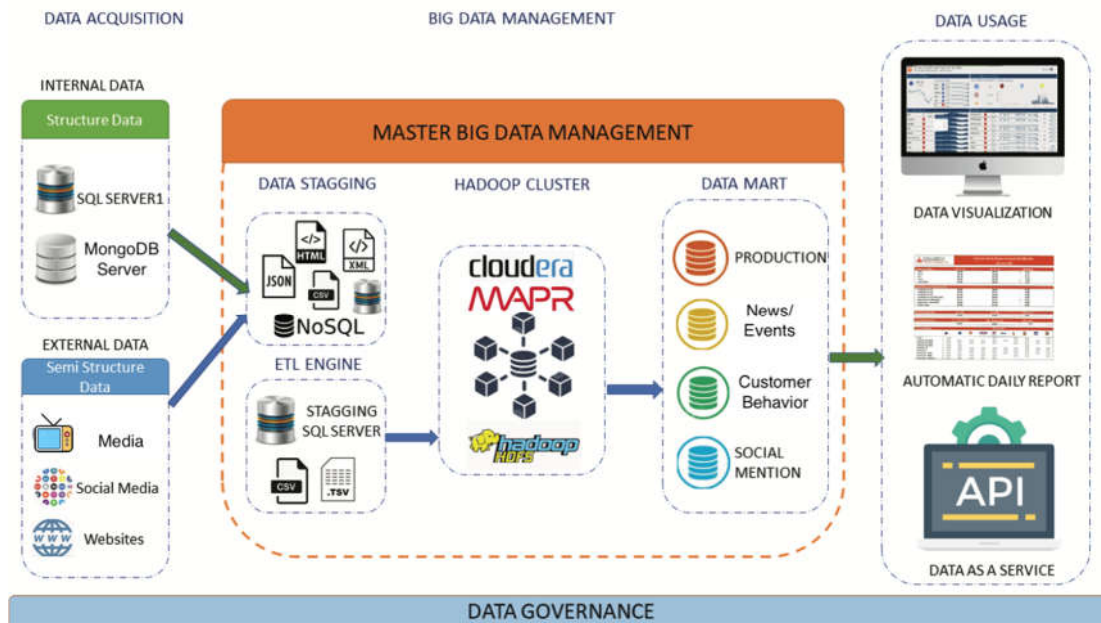 DATA ACQUISITION
BIG DATA MANAGEMENT
DATA USAGE
INTERNAL DATA
Structure Data
SQL SERVER1
MongoDB
Server
EXTERNAL DATA
Semi Structure
Data
Media
Social Media
WWW
Websites
MASTER BIG DATA MANAGEMENT
DATA STAGGING
</>
HTML
</>
XML
JSON
CSV
NoSQL
ETL ENGINE
STAGGING
SQL SERVER
CSV
.TSV
HADOOP CLUSTER
cloudera
MAPR
hadoop
HDFS
DATA MART
PRODUCTION
News/
Events
Customer
Behavior
SOCIAL
MENTION
DATA VISUALIZATION
AUTOMATIC DAILY REPORT
API
DATA AS A SERVICE
DATA GOVERNANCE